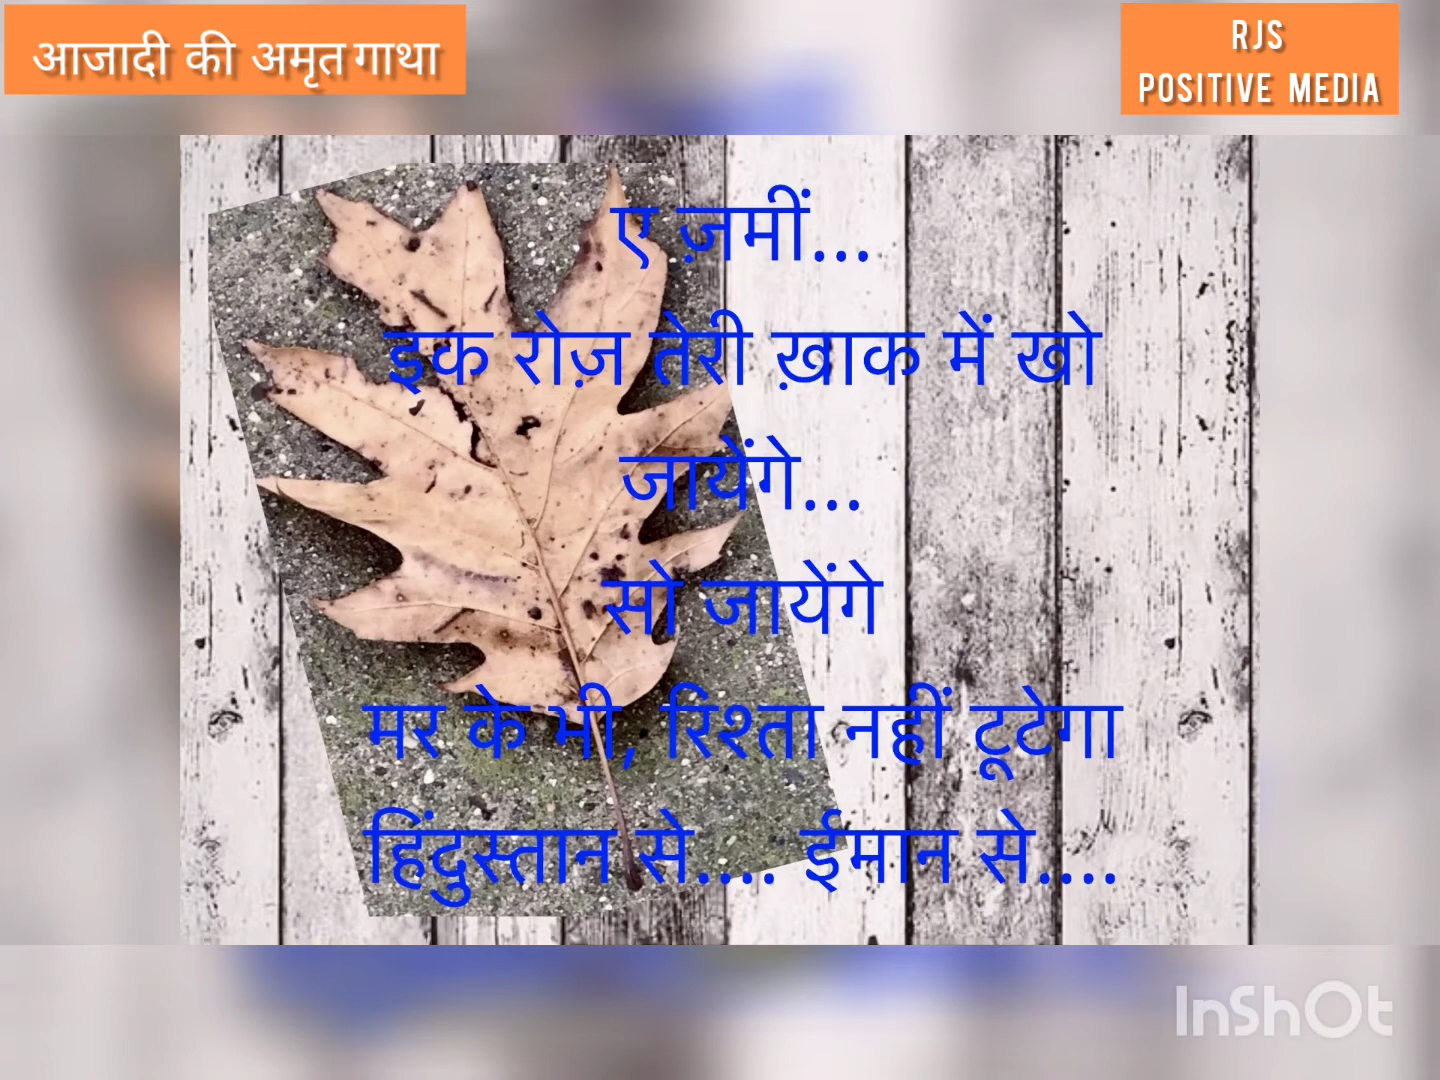 आजादी की अमृत गाथा
RJS
POSITIVE MEDIA
ए ज़मीं...
इक रोज़ तेरी ख़ाक में खो
जायेंगे...
सो जायेंगे
मर के भी, रिश्ता नहीं टूटेगा
हिंदुस्तान से.... ईमान से....
InShOt